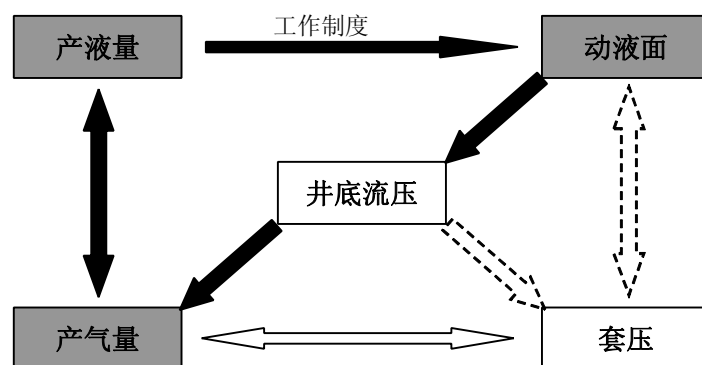 产液量
工作制度
动液面
井底流压
产气量
套压